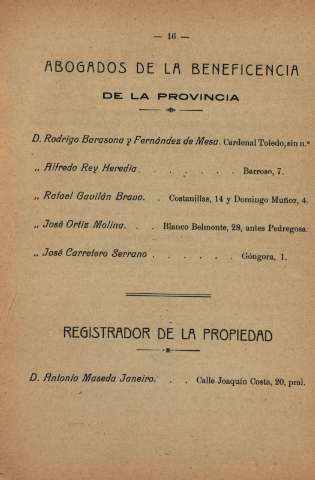 — 16 —
ABOGADOS DE LA BENEFICENCIA
DE LA PROVINCIA
D. Rodrigo Barasona y Fernández de Mesa. Cardenal Toledo, sin n.º
„ Alfredo Rey Heredia . . . . . . Barroso, 7.
„ Rafael Gavilán Bravo. . Costanillas, 14 y Domingo Muñoz, 4.
„ José Ortiz Molina. . . Blanco Belmonte, 28, antes Pedregosa.
„ José Carretero Serrano . . . . . . Góngora, 1.
REGISTRADOR DE LA PROPIEDAD
D. Antonio Maseda Janeiro. . . Calle Joaquín Costa, 20, pral.